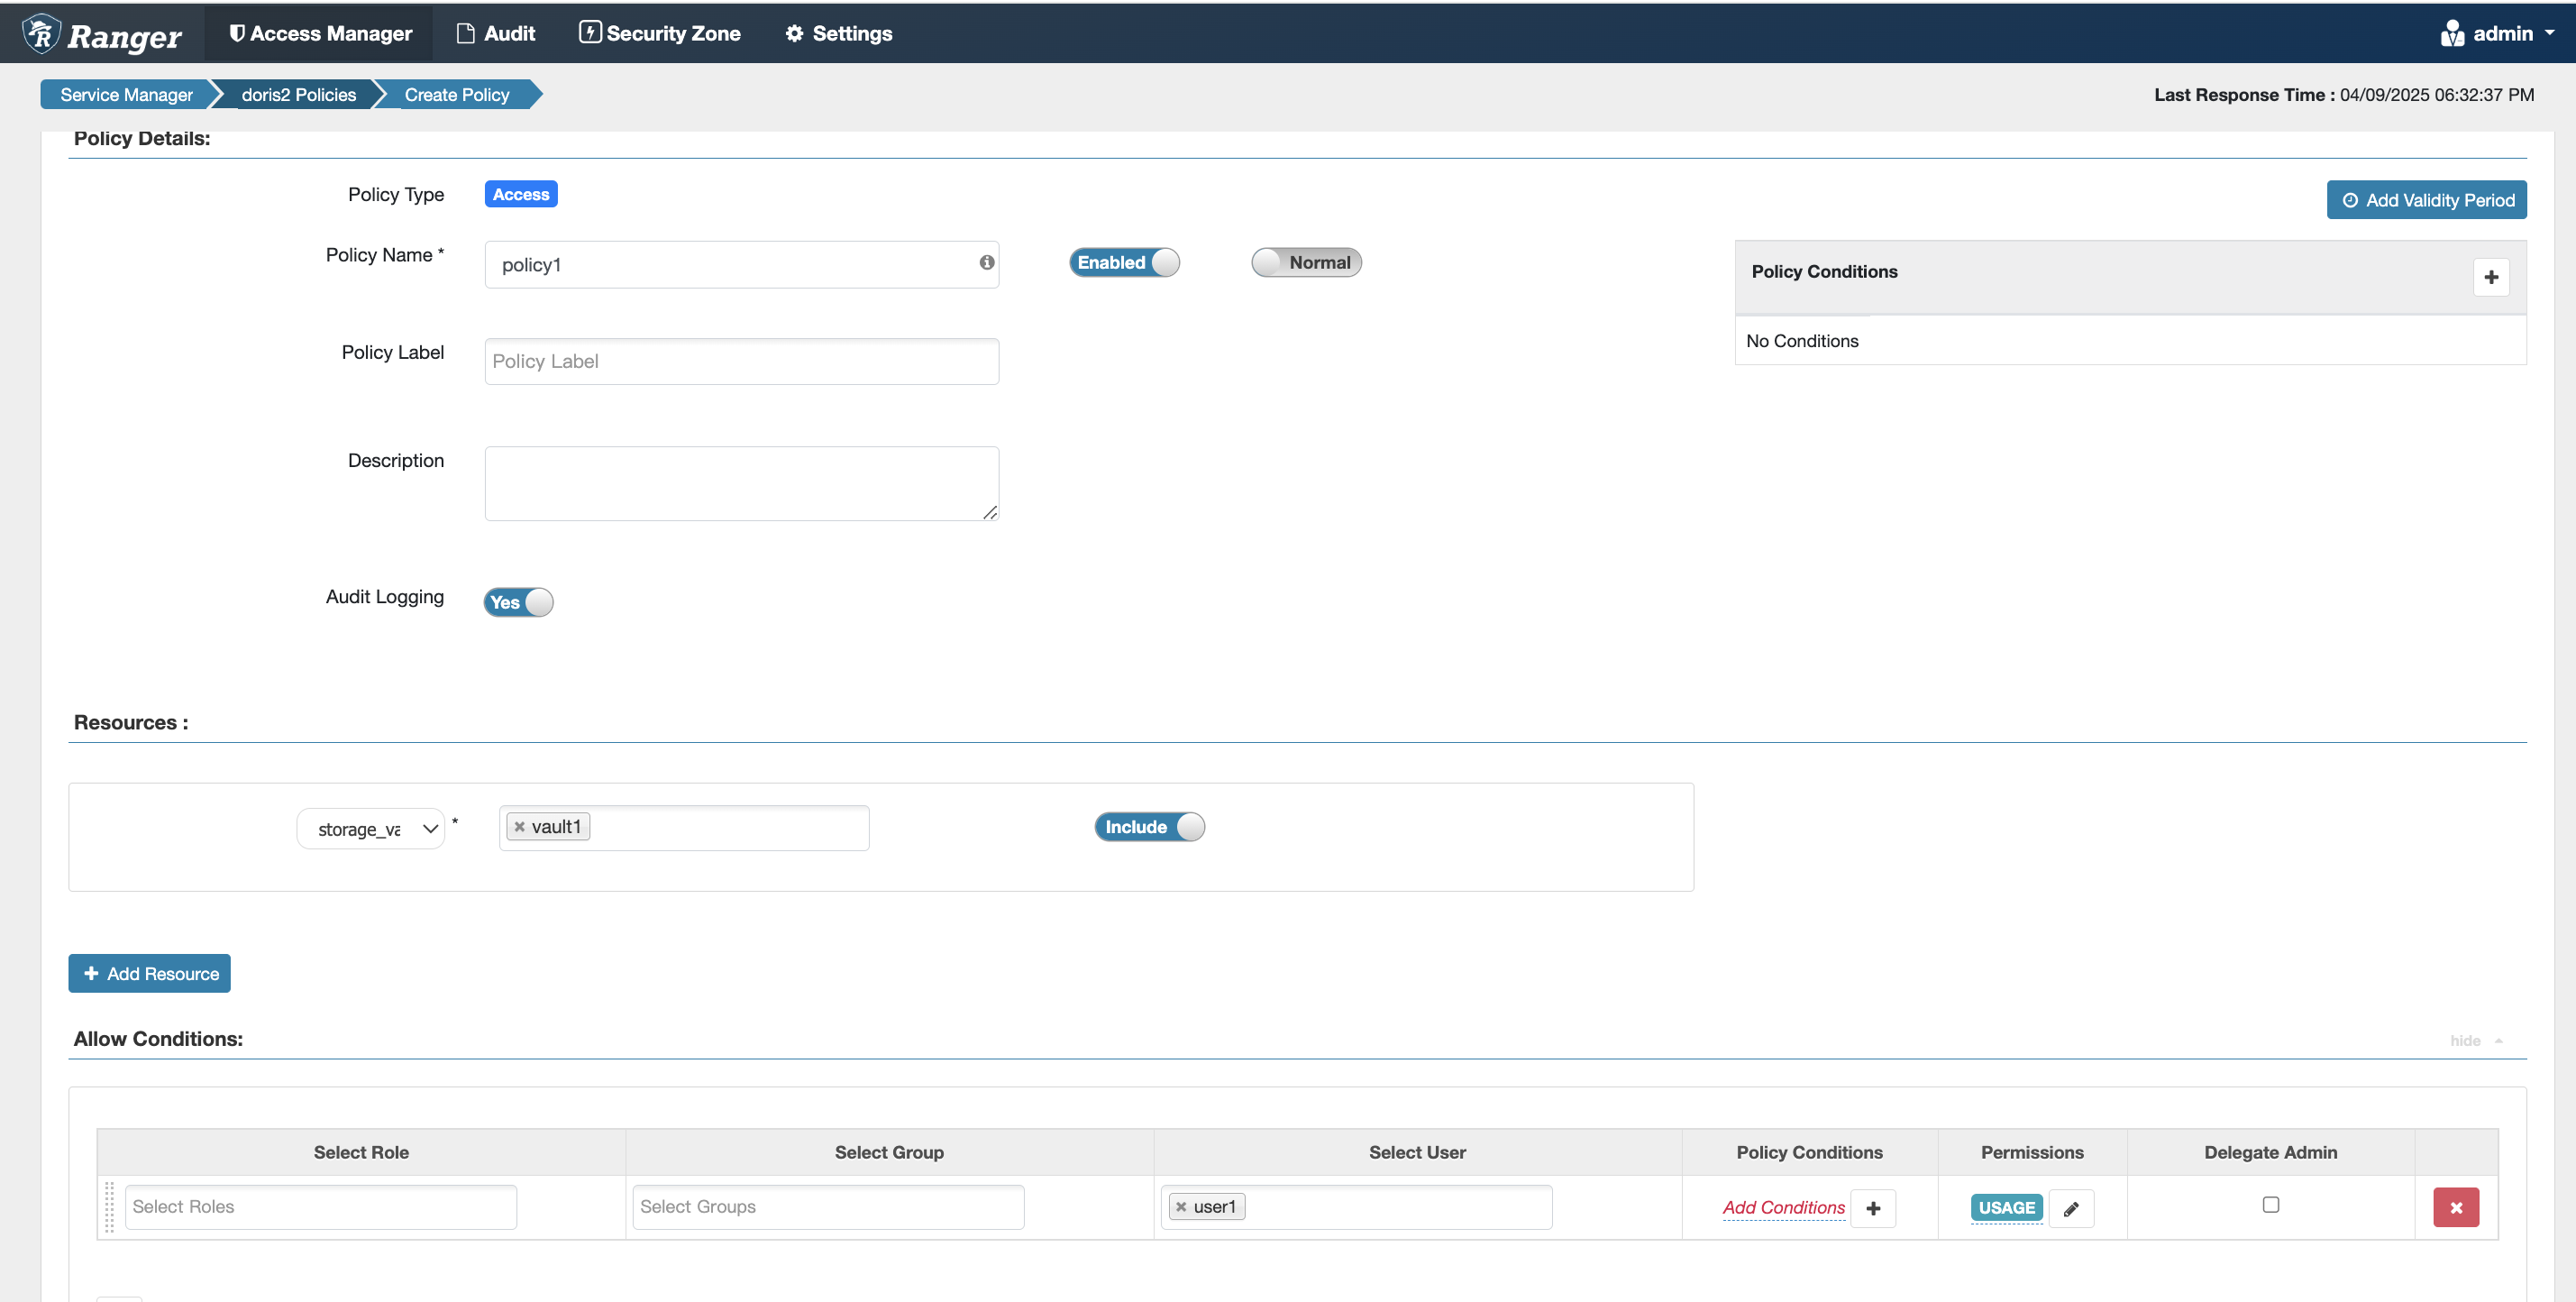 Ranger Access Manager Audit Security Zone Settings admin
Service Manager doris2 Policies Create Policy Last Response Time : 04/09/2025 06:32:37 PM
Policy Details:
Policy Type Access Add Validity Period
Policy Name * policy1 Enabled Normal Policy Conditions
No Conditions
Policy Label Policy Label
Description
Audit Logging Yes
Resources :
storage_va * vault1 Include
Add Resource
Allow Conditions: hide
Select Role Select Group Select User Policy Conditions Permissions Delegate Admin
Select Roles Select Groups user1 Add Conditions USAGE